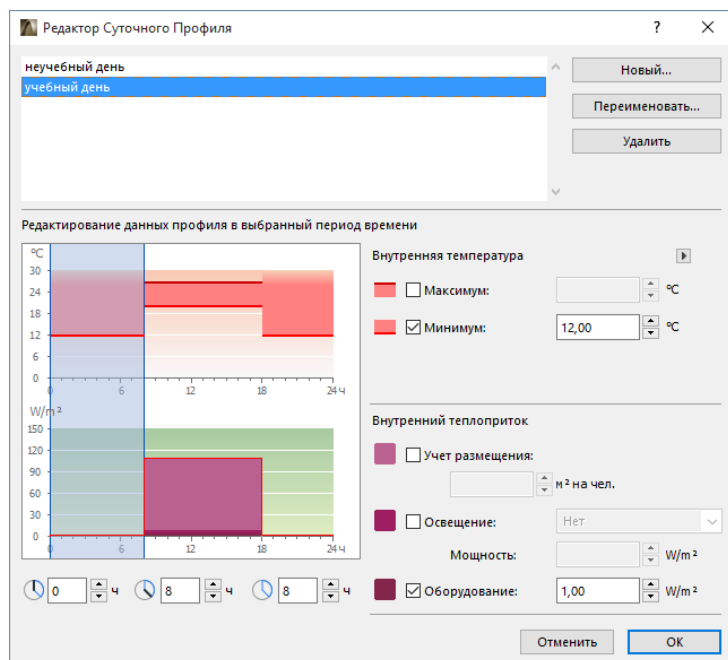 Редактор Суточного Профиля ?
неучебный день
учебный день
Новый...
Переименовать...
Удалить
Редактирование данных профиля в выбранный период времени
°C
30
24
18
12
6
0
0 6 12 18 24 ч
W/m²
150
120
90
60
30
0
0 6 12 18 24 ч
0 ч 8 ч 8 ч
Внутренняя температура
Максимум: °C
Минимум: 12,00 °C
Внутренний теплоприток
Учет размещения:
м² на чел.
Освещение: Нет
Мощность: W/m²
Оборудование: 1,00 W/m²
Отменить OK